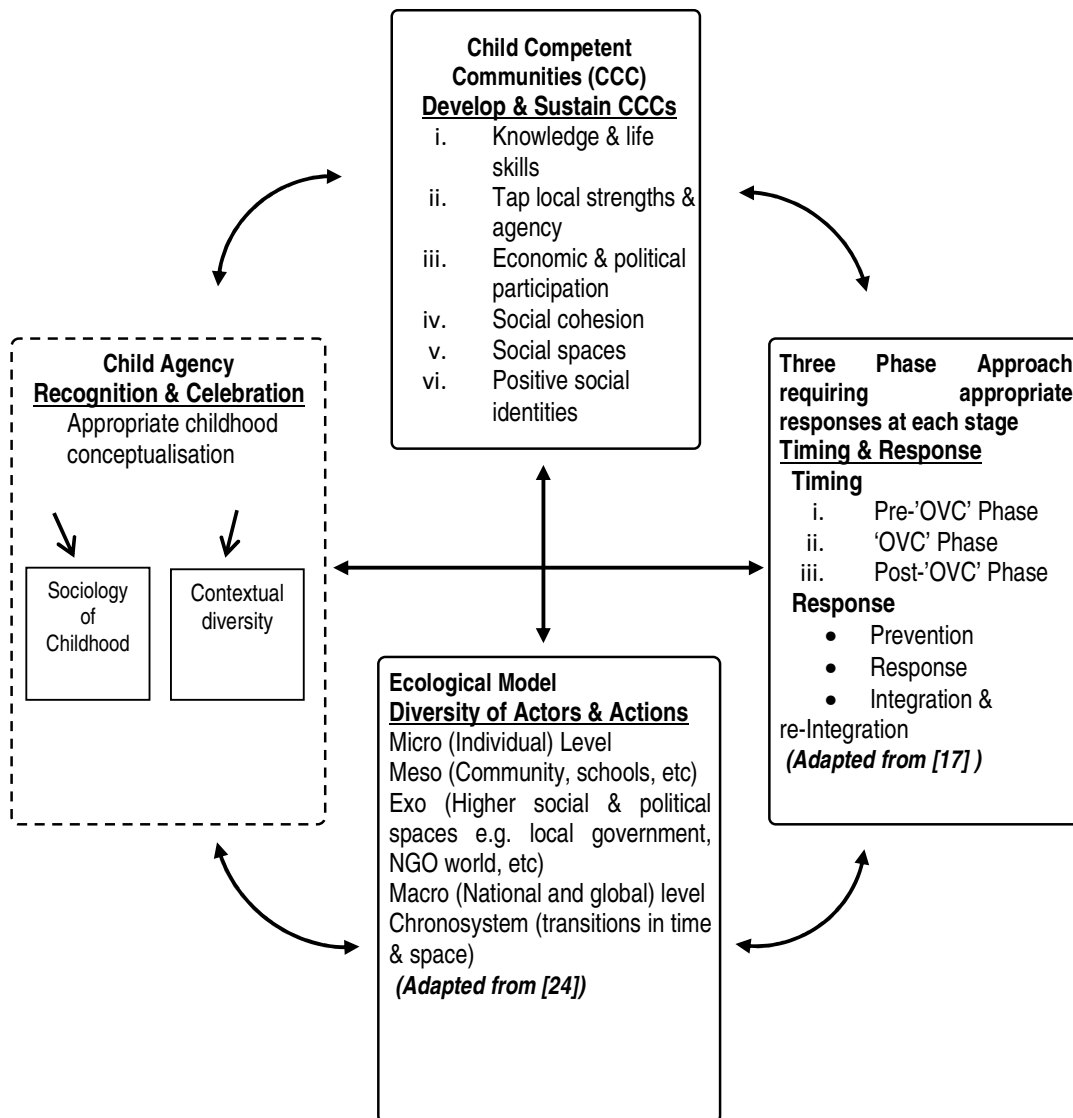 Child Competent
Communities (CCC)
Develop & Sustain CCCs
i. Knowledge & life
skills
ii. Tap local strengths &
agency
iii. Economic & political
participation
iv. Social cohesion
v. Social spaces
vi. Positive social
identities
Child Agency
Recognition & Celebration
Appropriate childhood
conceptualisation
Sociology
of
Childhood
Contextual
diversity
Three Phase Approach
requiring appropriate
responses at each stage
Timing & Response
Timing
i. Pre-'OVC' Phase
ii. ‘OVC' Phase
iii. Post-'OVC' Phase
Response
• Prevention
• Response
• Integration &
re-Integration
(Adapted from [17] )
Ecological Model
Diversity of Actors & Actions
Micro (Individual) Level
Meso (Community, schools, etc)
Exo (Higher social & political
spaces e.g. local government,
NGO world, etc)
Macro (National and global) level
Chronosystem (transitions in time
& space)
(Adapted from [24])